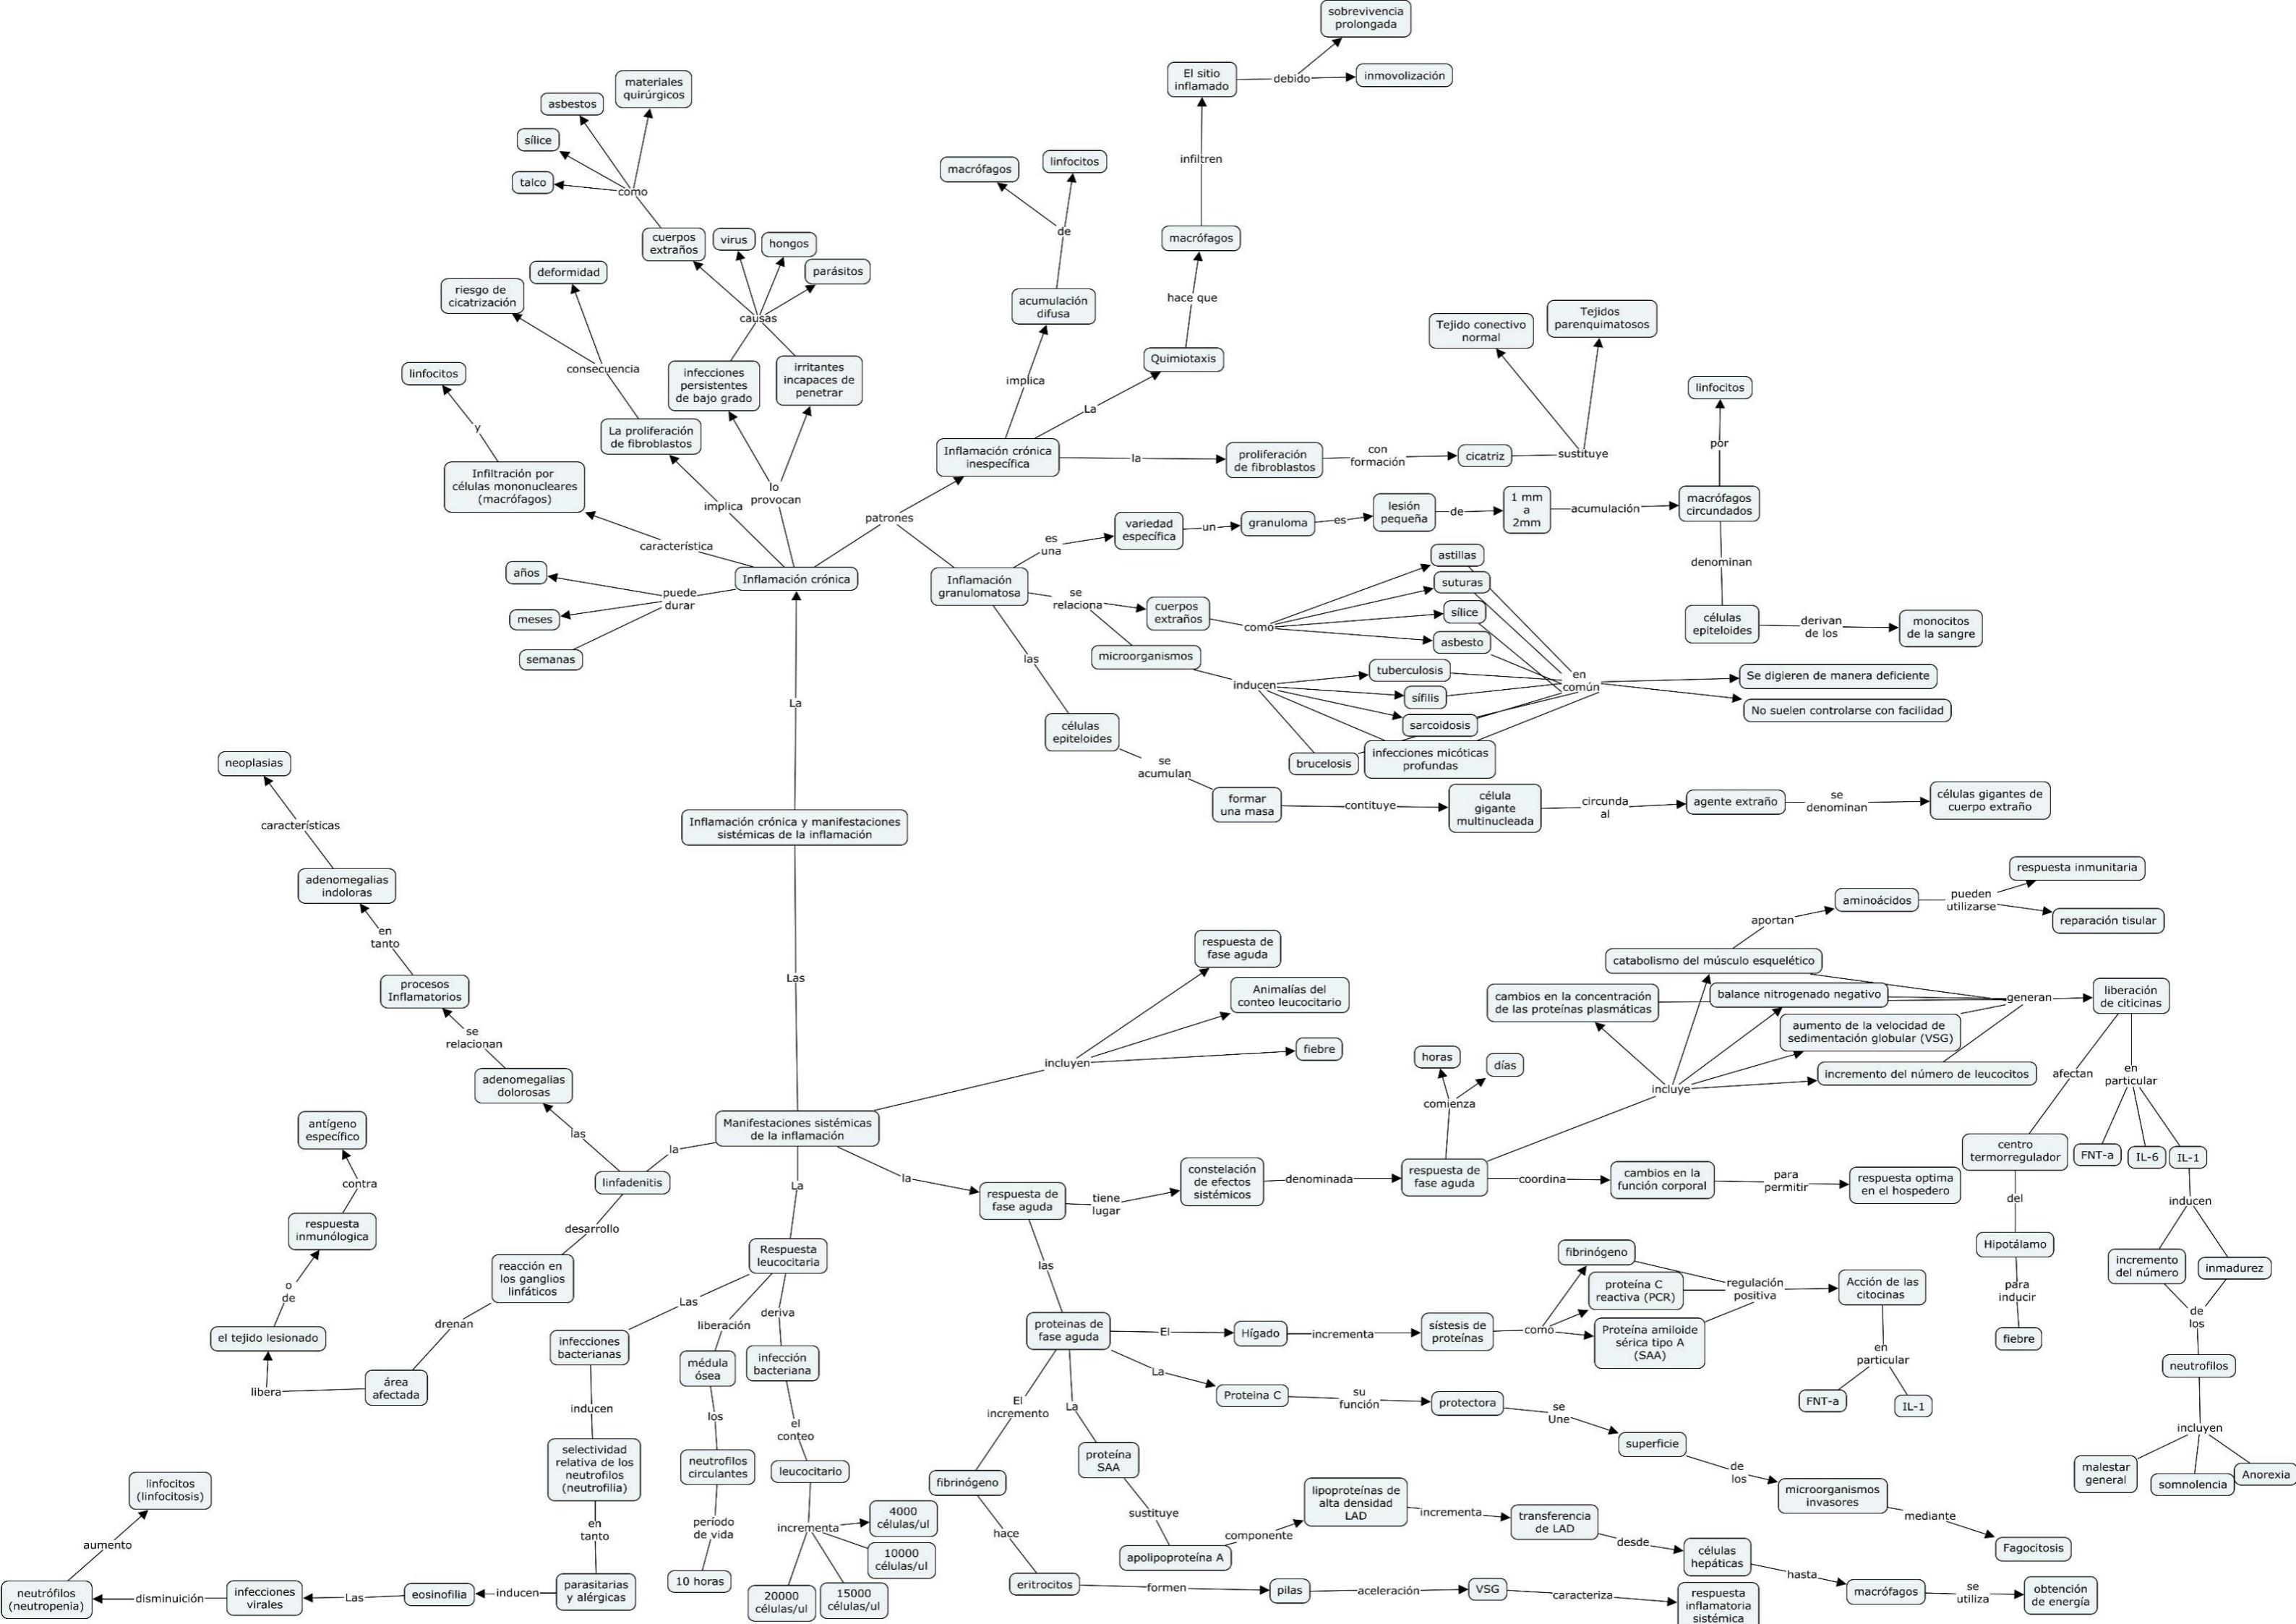 sobrevivencia
prolongada
El sitio
inflamado
debido
inmovolización
materiales
quirúrgicos
asbestos
sílice
talco
como
infiltren
macrófagos
linfocitos
de
cuerpos
extraños
virus
hongos
parásitos
macrófagos
deformidad
riesgo de
cicatrización
causas
acumulación
difusa
hace que
Tejido conectivo
normal
Tejidos
parenquimatosos
Quimiotaxis
consecuencia
linfocitos
infecciones
persistentes
de bajo grado
irritantes
incapaces de
penetrar
implica
La
linfocitos
y
La proliferación
de fibroblastos
Inflamación crónica
inespecífica
la
proliferación
de fibroblastos
con
formación
cicatriz
sustituye
por
Infiltración por
células mononucleares
(macrófagos)
lo
provocan
implica
patrones
característica
variedad
específica
un
granuloma
es
lesión
pequeña
de
1 mm
a
2mm
acumulación
macrófagos
circundados
es
una
denominan
años
puede
durar
meses
semanas
Inflamación crónica
Inflamación
granulomatosa
se
relaciona
cuerpos
extraños
como
astillas
suturas
sílice
asbesto
células
epiteloides
derivan
de los
monocitos
de la sangre
las
microorganismos
inducen
tuberculosis
sífilis
sarcoidosis
brucelosis
infecciones micóticas
profundas
en
común
Se digieren de manera deficiente
No suelen controlarse con facilidad
La
células
epiteloides
se
acumulan
formar
una masa
contituye
célula
gigante
multinucleada
circunda
al
agente extraño
se
denominan
células gigantes de
cuerpo extraño
Inflamación crónica y manifestaciones
sistémicas de la inflamación
neoplasias
características
adenomegalias
indoloras
en
tanto
procesos
Inflamatorios
se
relacionan
adenomegalias
dolorosas
Las
respuesta de
fase aguda
Animalías del
conteo leucocitario
fiebre
incluyen
respuesta inmunitaria
aminoácidos
pueden
utilizarse
reparación tisular
aportan
catabolismo del músculo esquelético
cambios en la concentración
de las proteínas plasmáticas
balance nitrogenado negativo
generan
liberación
de citicinas
aumento de la velocidad de
sedimentación globular (VSG)
incremento del número de leucocitos
horas
días
comienza
incluye
afectan
en
particular
Manifestaciones sistémicas
de la inflamación
la
las
linfadenitis
antígeno
específico
contra
respuesta
inmunólogica
o
de
desarrollo
reacción en
los ganglios
linfáticos
drenan
el tejido lesionado
libera
área
afectada
La
la
respuesta de
fase aguda
tiene
lugar
constelación
de efectos
sistémicos
denominada
respuesta de
fase aguda
coordina
cambios en la
función corporal
para
permitir
respuesta optima
en el hospedero
centro
termorregulador
FNT-a
IL-6
IL-1
del
inducen
Hipotálamo
incremento
del número
inmadurez
para
inducir
de
los
fiebre
neutrofilos
incluyen
malestar
general
somnolencia
Anorexia
Respuesta
leucocitaria
Las
liberación
deriva
infecciones
bacterianas
médula
ósea
infección
bacteriana
inducen
los
el
conteo
selectividad
relativa de los
neutrofilos
(neutrofilia)
neutrofilos
circulantes
leucocitario
en
tanto
período
de vida
incrementa
4000
células/ul
10000
células/ul
20000
células/ul
15000
células/ul
10 horas
linfocitos
(linfocitosis)
aumento
neutrófilos
(neutropenia)
disminuición
infecciones
virales
Las
eosinofilia
inducen
parasitarias
y alérgicas
las
proteinas de
fase aguda
El
Hígado
incrementa
sístesis de
proteínas
como
fibrinógeno
proteína C
reactiva (PCR)
Proteína amiloide
sérica tipo A
(SAA)
regulación
positiva
Acción de las
citocinas
en
particular
FNT-a
IL-1
La
Proteina C
su
función
protectora
se
Une
superficie
de
los
microorganismos
invasores
mediante
Fagocitosis
El
incremento
La
proteína
SAA
fibrinógeno
sustituye
hace
apolipoproteína A
componente
lipoproteínas de
alta densidad
LAD
incrementa
transferencia
de LAD
desde
células
hepáticas
hasta
macrófagos
se
utiliza
obtención
de energía
eritrocitos
formen
pilas
aceleración
VSG
caracteriza
respuesta
inflamatoria
sistémica